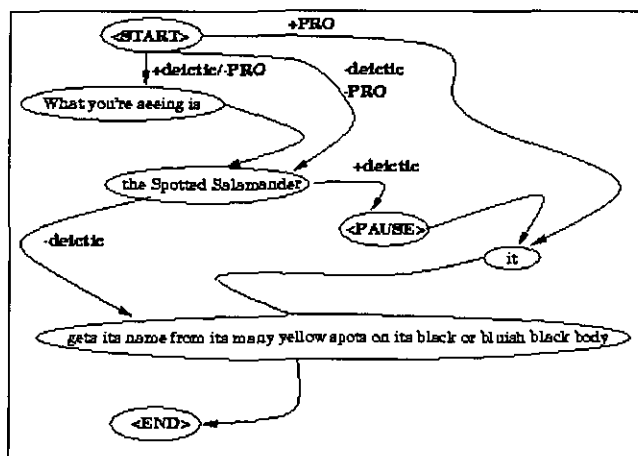 +PRO
<START>
+deictic/-PRO
-deictic
-PRO
What you're seeing is
+deictic
the Spotted Salamander
<PAUSE>
-deictic
it
gets its name from its many yellow spots on its black or bluish black body
<END>